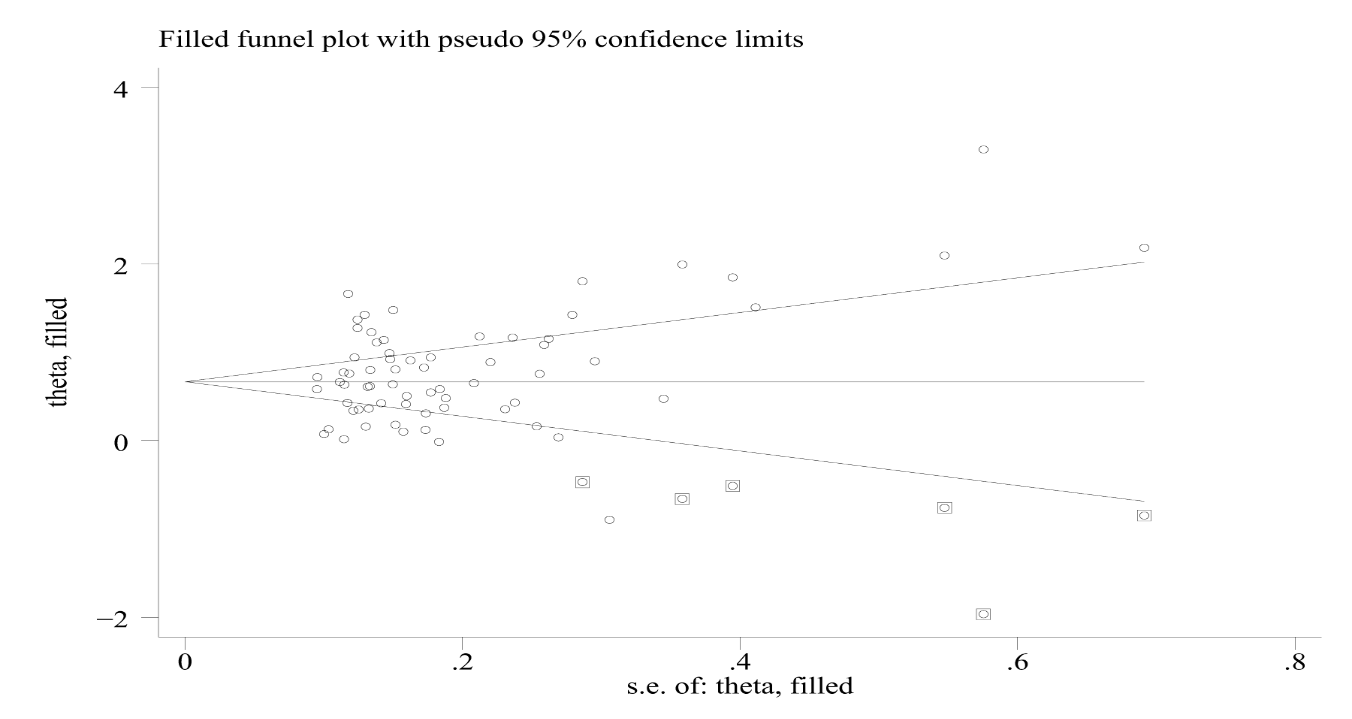 Filled funnel plot with pseudo 95% confidence limits
4
2
0
−2
theta, filled
0 .2 .4 .6 .8
s.e. of: theta, filled